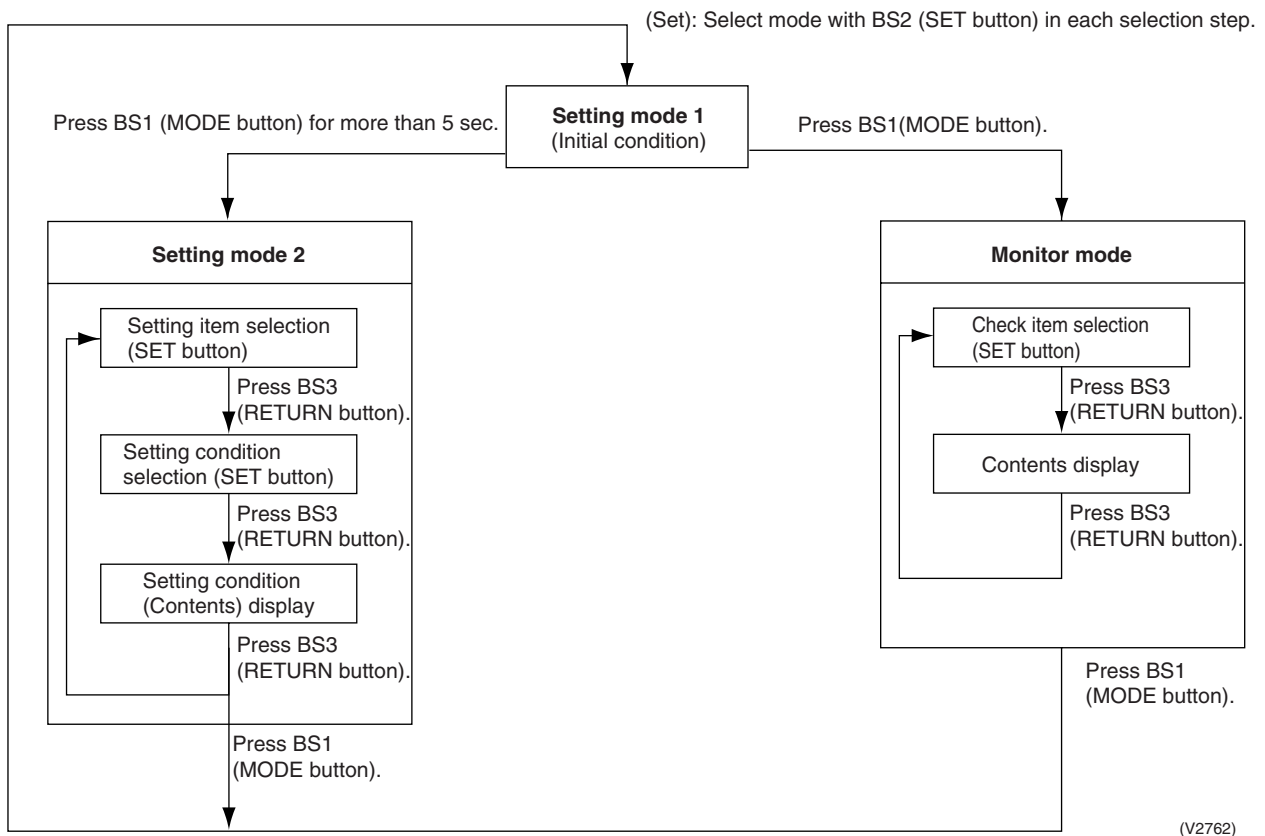 (Set): Select mode with BS2 (SET button) in each selection step.
Setting mode 1
(Initial condition)
Press BS1 (MODE button) for more than 5 sec.
Press BS1(MODE button).
Setting mode 2
Setting item selection
(SET button)
Press BS3
(RETURN button).
Setting condition
selection (SET button)
Press BS3
(RETURN button).
Setting condition
(Contents) display
Press BS3
(RETURN button).
Press BS1
(MODE button).
Monitor mode
Check item selection
(SET button)
Press BS3
(RETURN button).
Contents display
Press BS3
(RETURN button).
Press BS1
(MODE button).
(V2762)